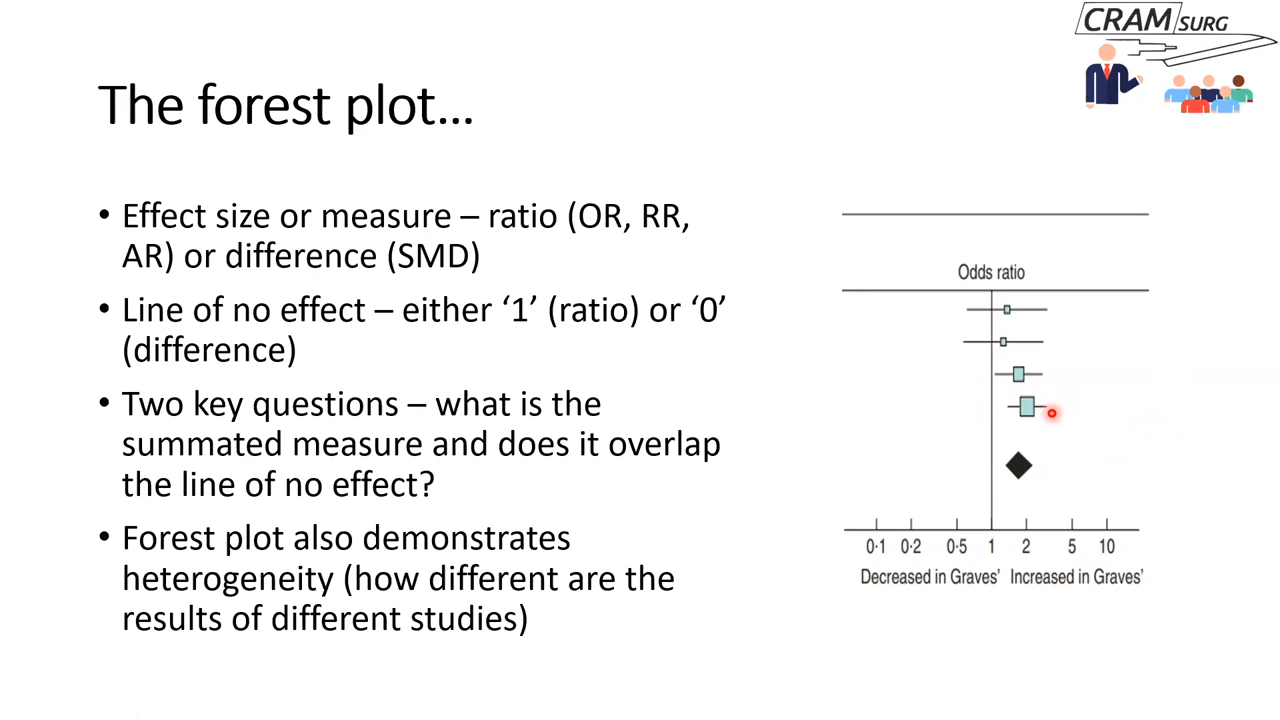 CRAM SURG
The forest plot...
• Effect size or measure – ratio (OR, RR,
AR) or difference (SMD)
• Line of no effect – either ‘1’ (ratio) or ‘0’
(difference)
• Two key questions – what is the
summated measure and does it overlap
the line of no effect?
• Forest plot also demonstrates
heterogeneity (how different are the
results of different studies)
Odds ratio
0·1 0·2 0·5 1 2 5 10
Decreased in Graves’ Increased in Graves’